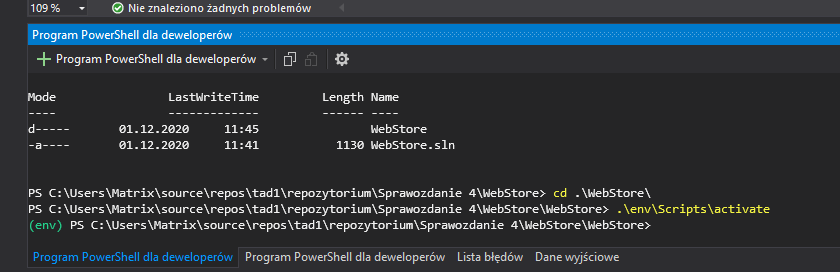 109 %
Nie znaleziono żadnych problemów
Program PowerShell dla deweloperów
Program PowerShell dla deweloperów
Mode LastWriteTime Length Name
---- ------------- ------ ----
d----- 01.12.2020 11:45 WebStore
-a---- 01.12.2020 11:41 1130 WebStore.sln
PS C:\Users\Matrix\source\repos\tad1\repozytorium\Sprawozdanie 4\WebStore> cd .\WebStore\
PS C:\Users\Matrix\source\repos\tad1\repozytorium\Sprawozdanie 4\WebStore\WebStore> .\env\Scripts\activate
(env) PS C:\Users\Matrix\source\repos\tad1\repozytorium\Sprawozdanie 4\WebStore\WebStore>
Program PowerShell dla deweloperów Program PowerShell dla deweloperów Lista błędów Dane wyjściowe